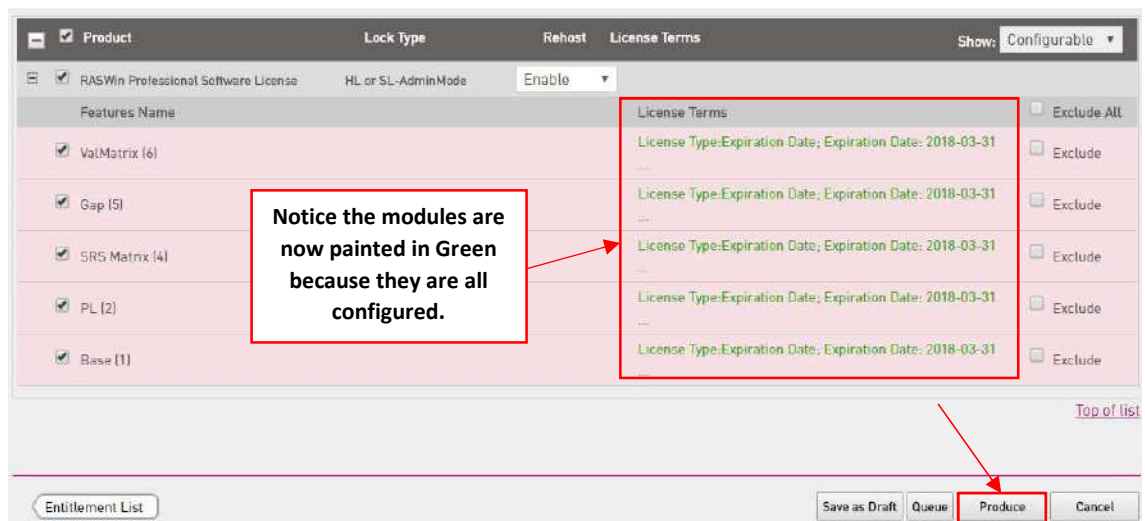 Product Lock Type Rehost License Terms Show: Configurable
RASWin Professional Software License HL or SL-AdminMode Enable
Features Name License Terms Exclude All
ValMatrix (6) License Type:Expiration Date; Expiration Date: 2018-03-31 Exclude
...
Gap (5) License Type:Expiration Date; Expiration Date: 2018-03-31 Exclude
...
SRS Matrix (4) License Type:Expiration Date; Expiration Date: 2018-03-31 Exclude
...
PL (2) License Type:Expiration Date; Expiration Date: 2018-03-31 Exclude
...
Base (1) License Type:Expiration Date; Expiration Date: 2018-03-31 Exclude
...
Notice the modules are
now painted in Green
because they are all
configured.
Top of list
Entitlement List Save as Draft Queue Produce Cancel